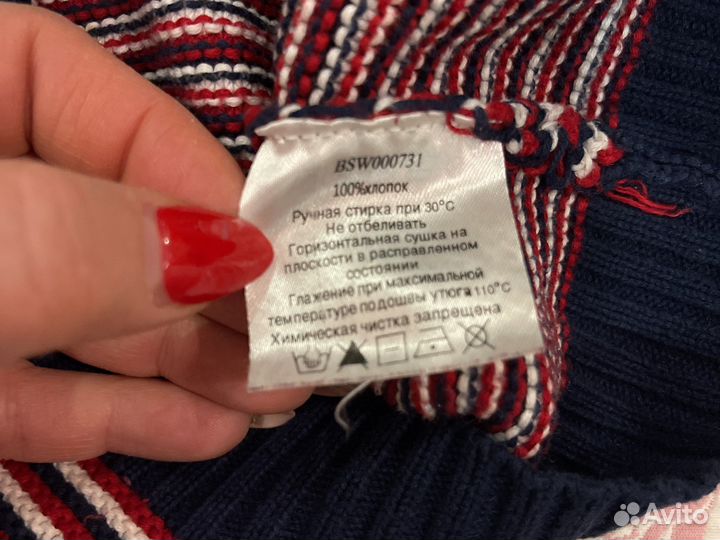 BSW000731
100%хлопок
Ручная стирка при 30°C
Не отбеливать
Горизонтальная сушка на
плоскости в расправленном
состоянии
Глажение при максимальной
температуре подошвы утюга 110°C
Химическая чистка запрещена
Avito